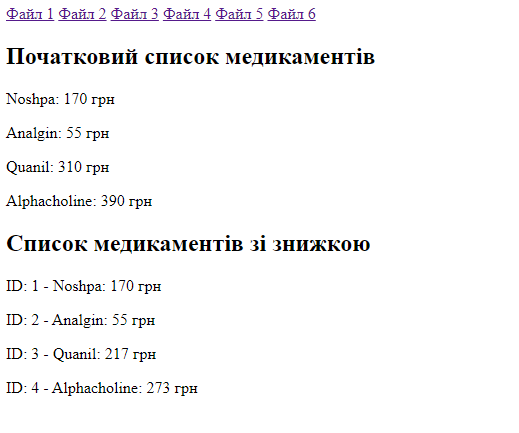 Файл 1 Файл 2 Файл 3 Файл 4 Файл 5 Файл 6
Початковий список медикаментів
Noshpa: 170 грн
Analgin: 55 грн
Quanil: 310 грн
Alphacholine: 390 грн
Список медикаментів зі знижкою
ID: 1 - Noshpa: 170 грн
ID: 2 - Analgin: 55 грн
ID: 3 - Quanil: 217 грн
ID: 4 - Alphacholine: 273 грн